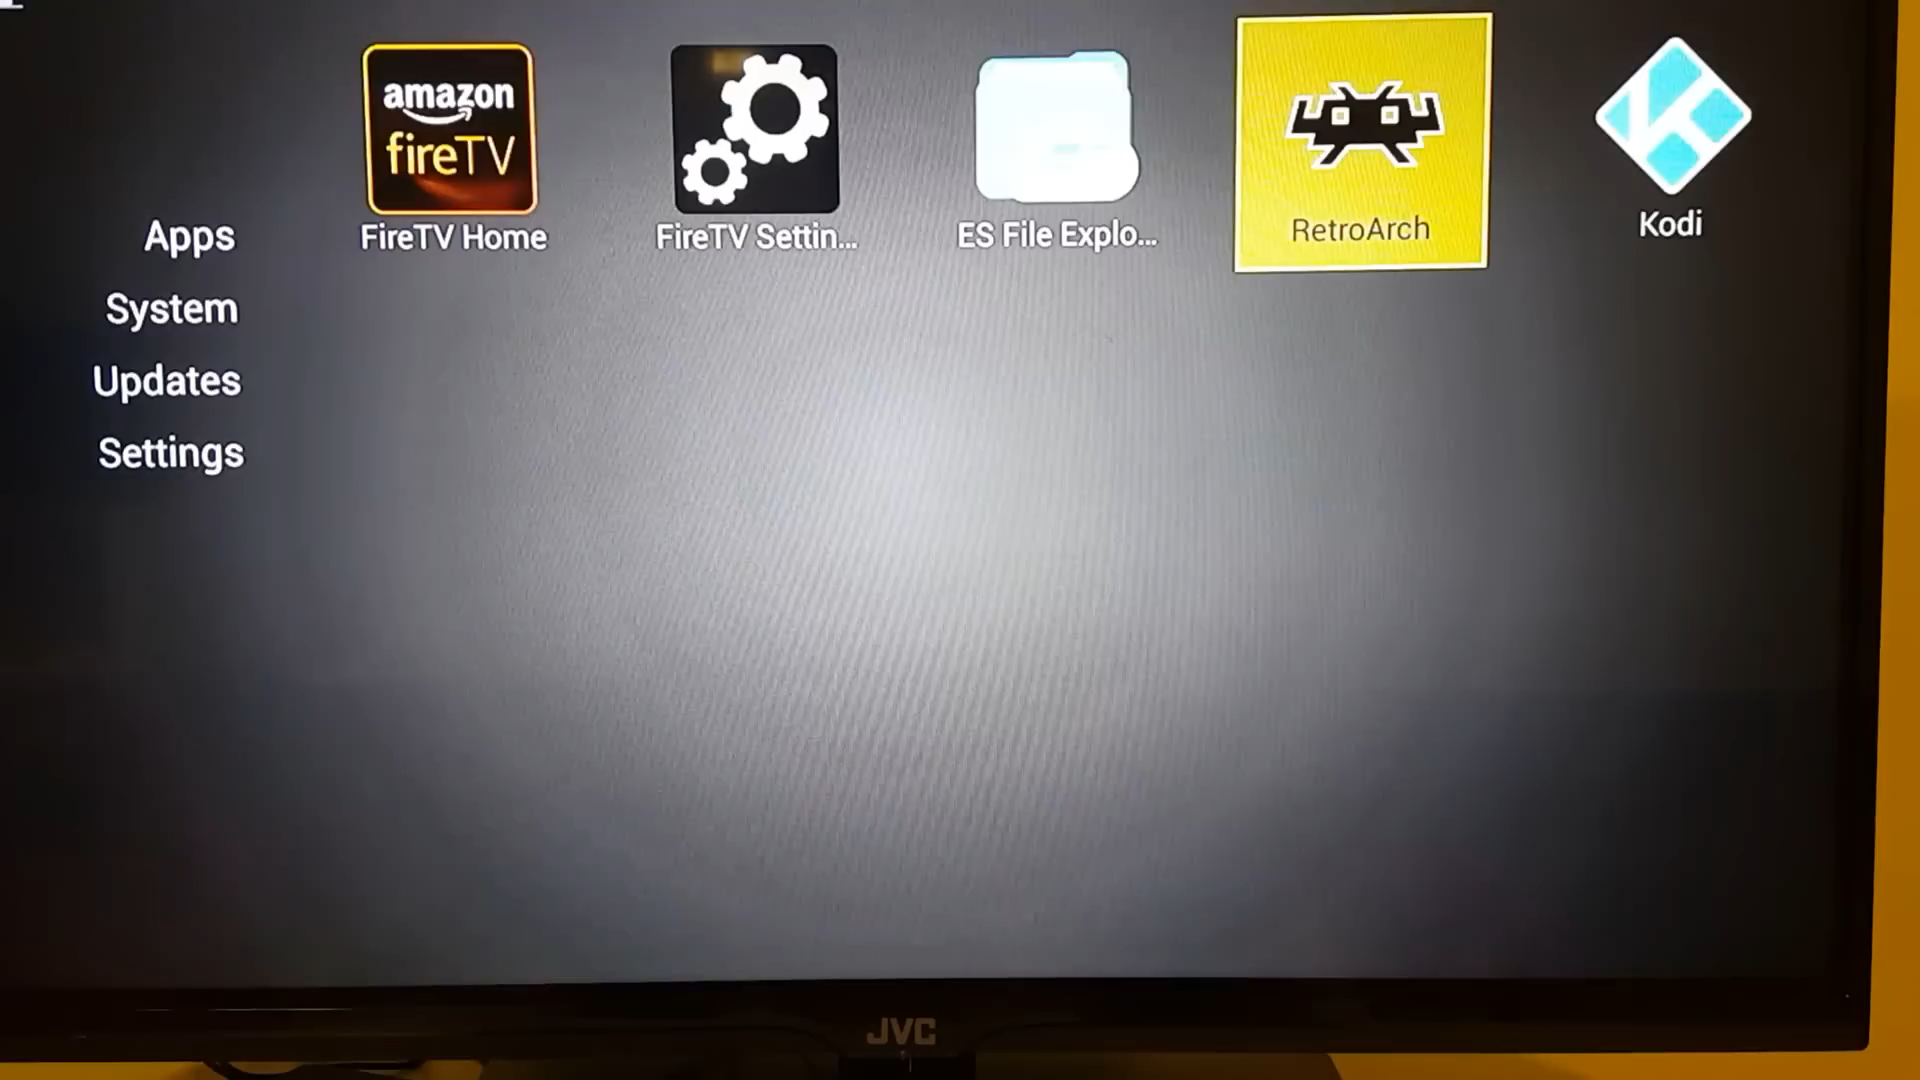 amazon
fireTV
FireTV Home
FireTV Settin...
ES File Explo...
RetroArch
Kodi
Apps
System
Updates
Settings
JVC